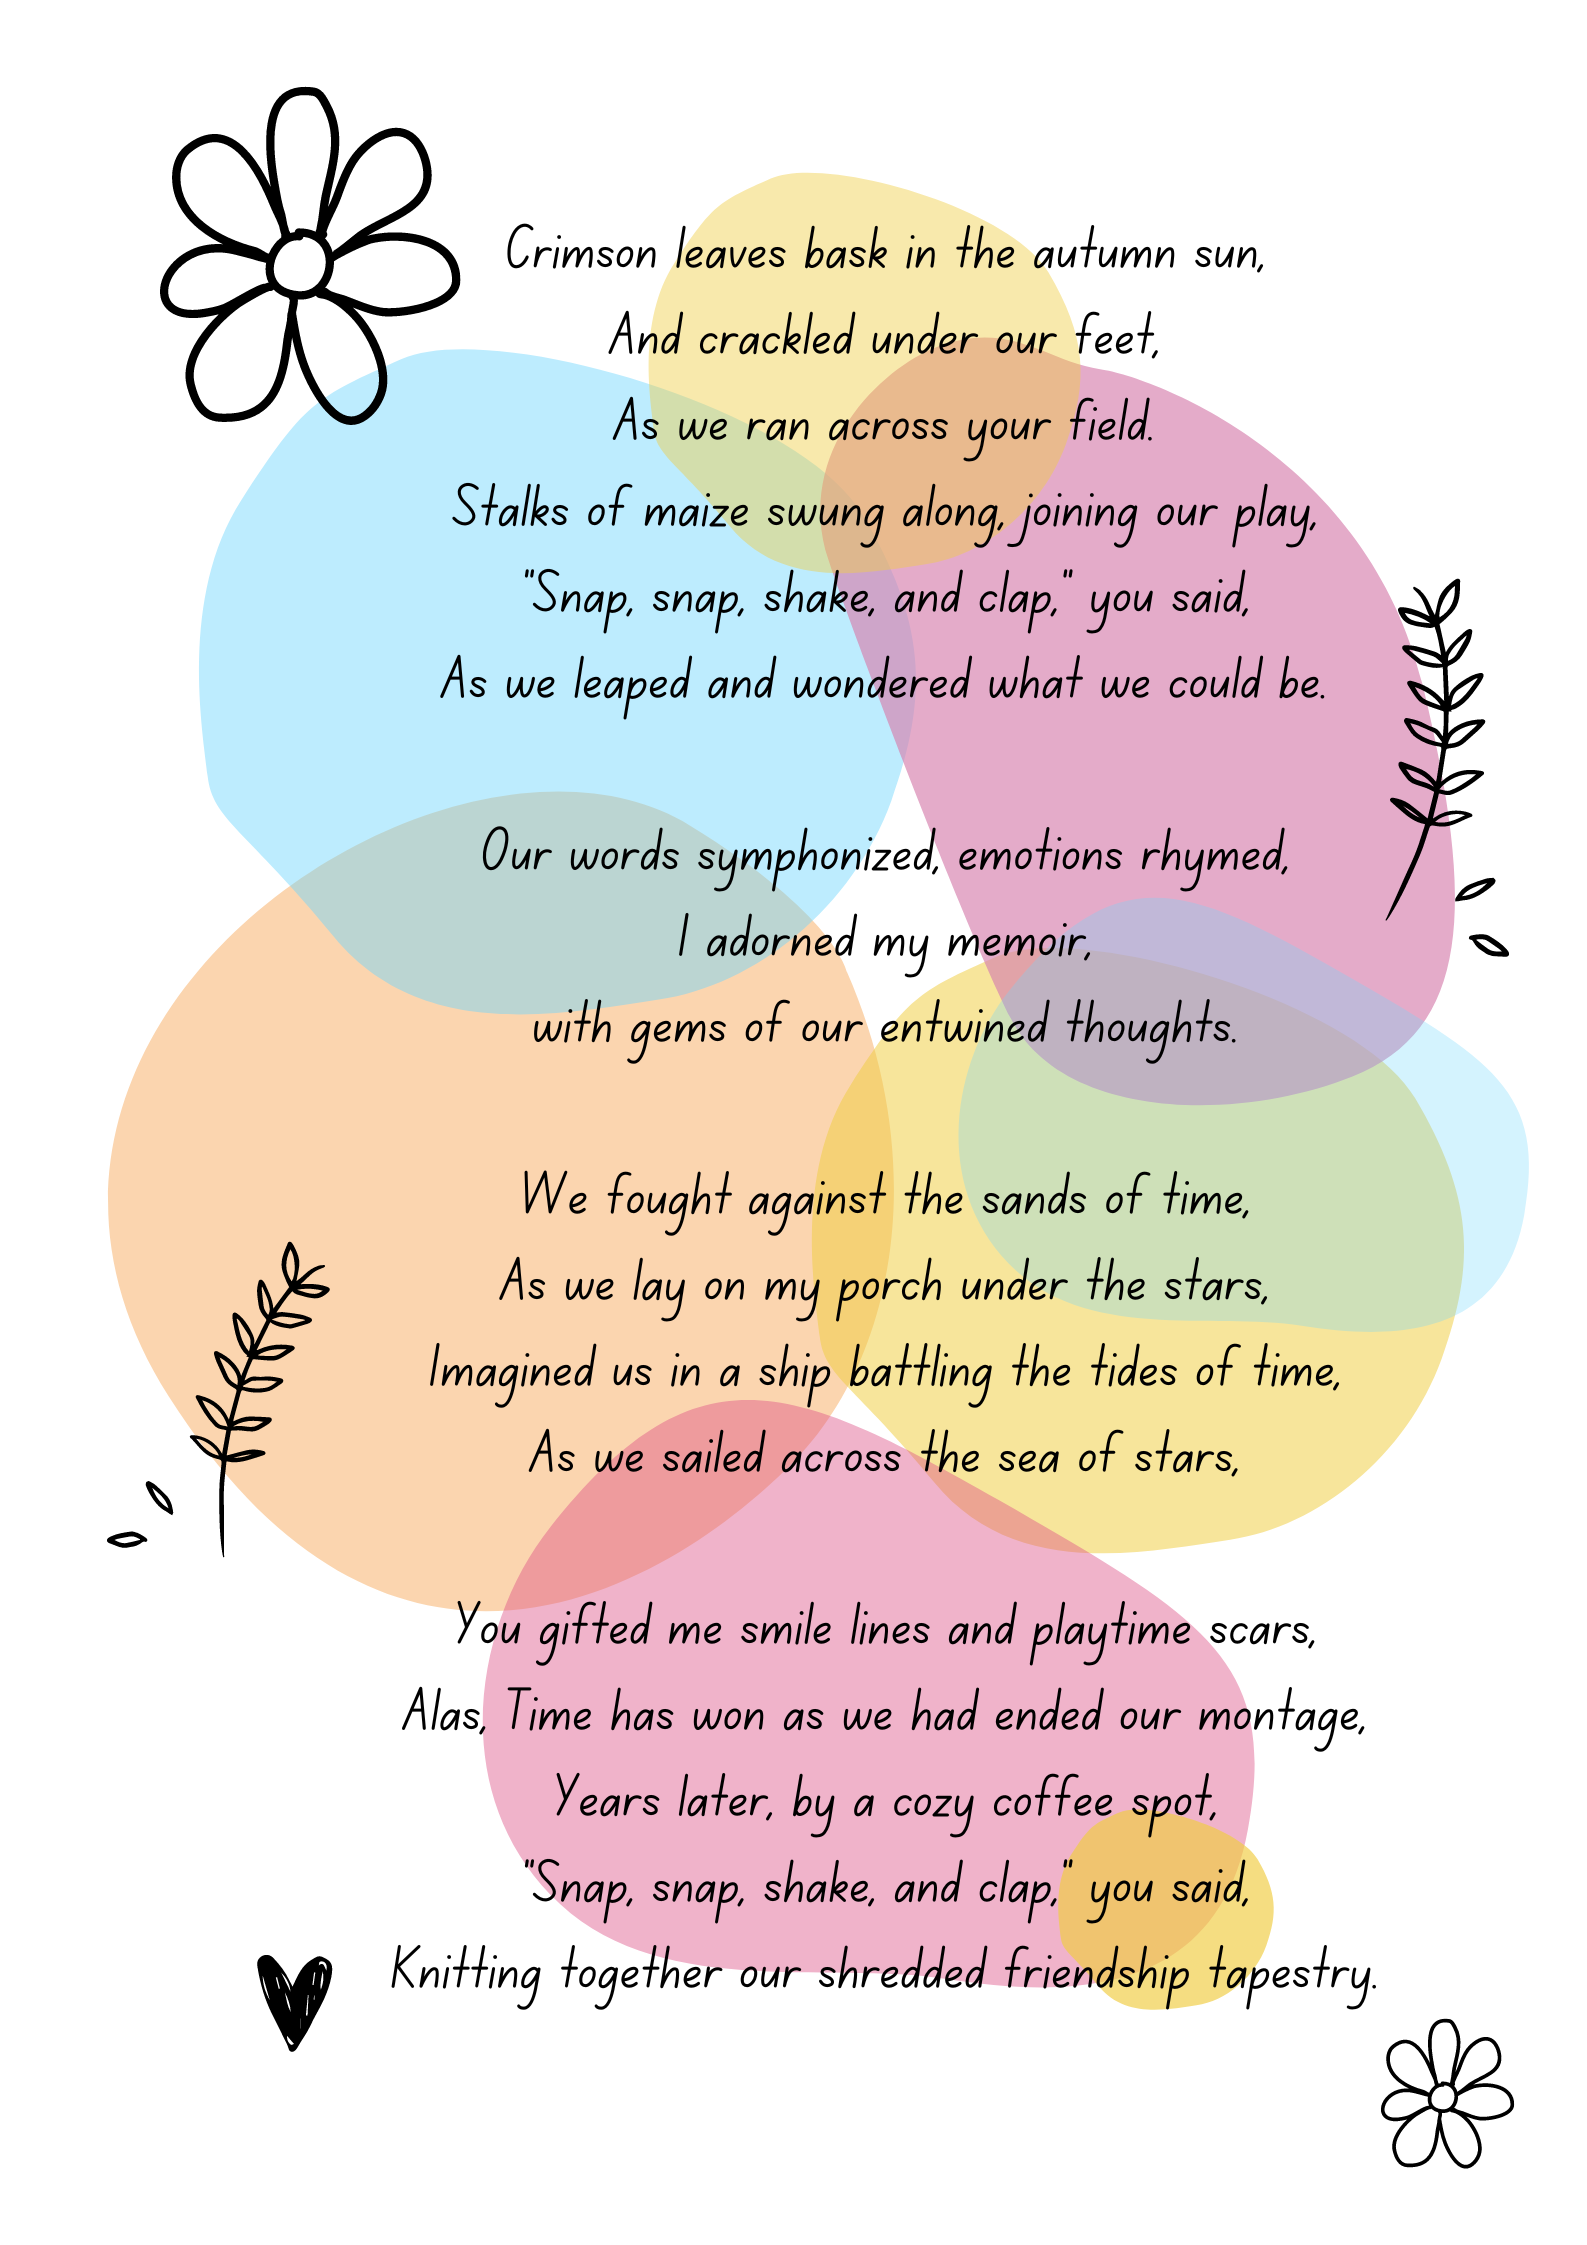 Crimson leaves bask in the autumn sun,
And crackled under our feet,
As we ran across your field.
Stalks of maize swung along, joining our play,
"Snap, snap, shake, and clap," you said,
As we leaped and wondered what we could be.
Our words symphonized, emotions rhymed,
I adorned my memoir,
with gems of our entwined thoughts.
We fought against the sands of time,
As we lay on my porch under the stars,
Imagined us in a ship battling the tides of time,
As we sailed across the sea of stars,
You gifted me smile lines and playtime scars,
Alas, Time has won as we had ended our montage,
Years later, by a cozy coffee spot,
"Snap, snap, shake, and clap," you said,
Knitting together our shredded friendship tapestry.